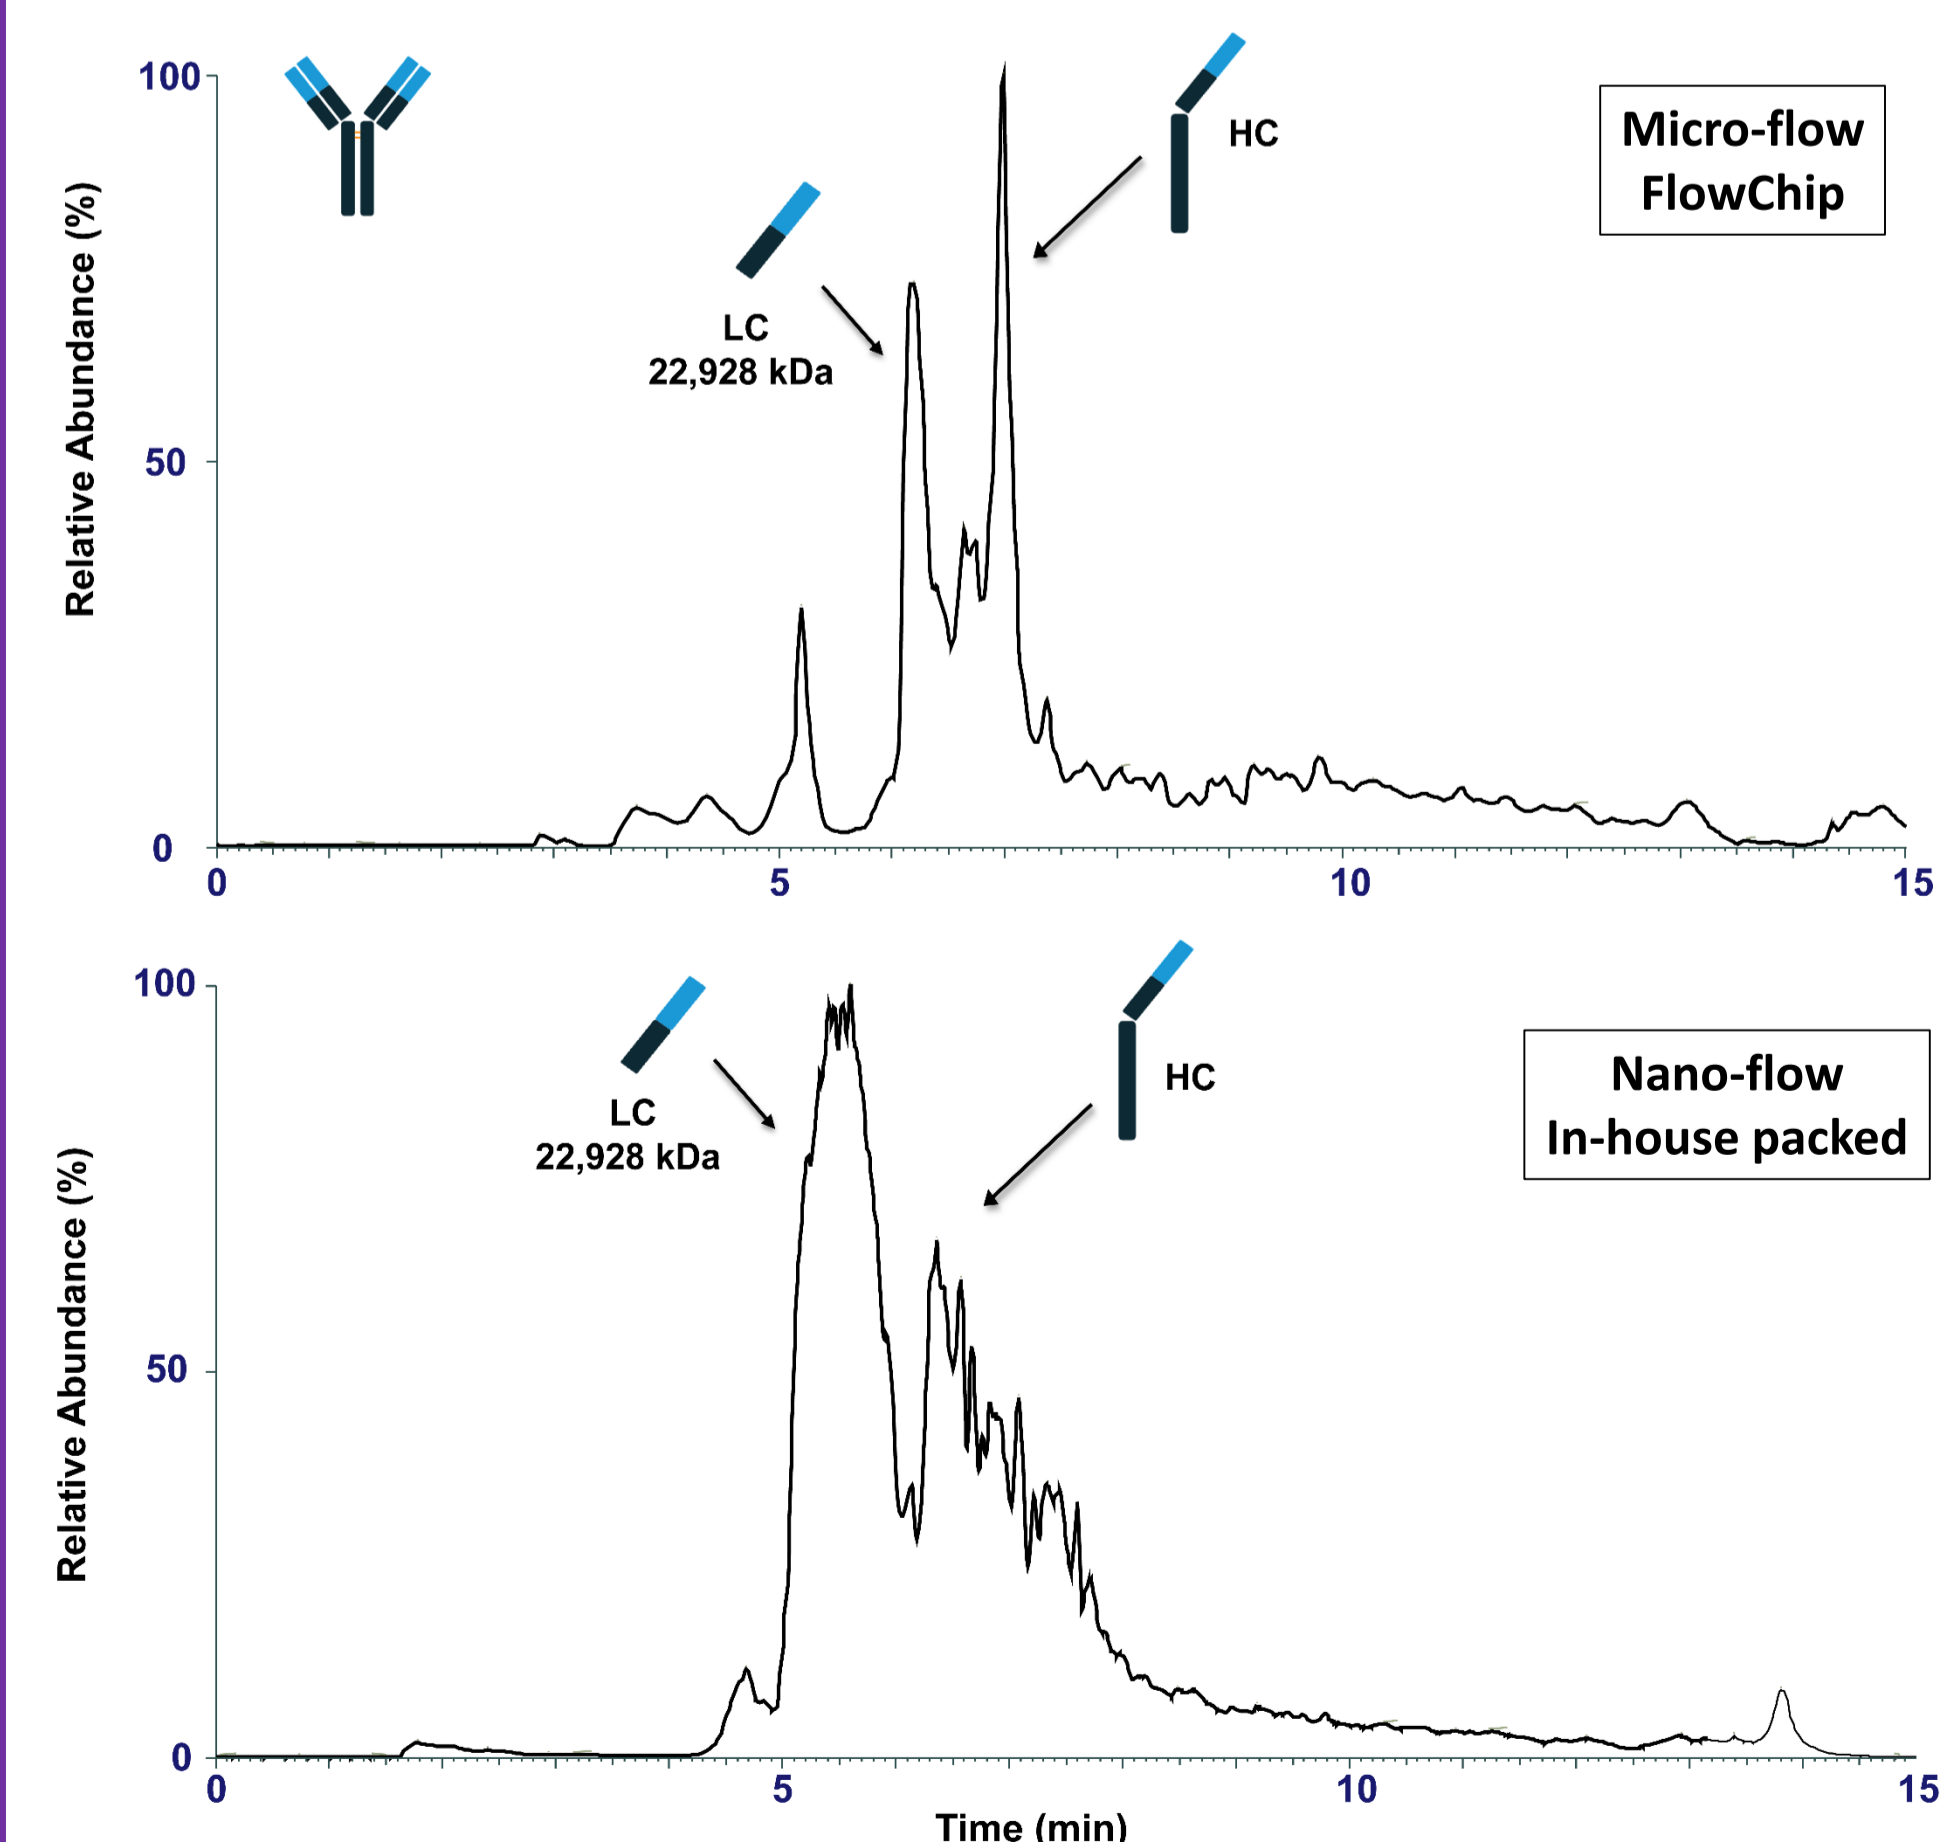 Relative Abundance (%)
100
50
0
LC
22,928 kDa
HC
Micro-flow
FlowChip
0 5 10 15
Relative Abundance (%)
100
50
0
LC
22,928 kDa
HC
Nano-flow
In-house packed
0 5 10 15
Time (min)